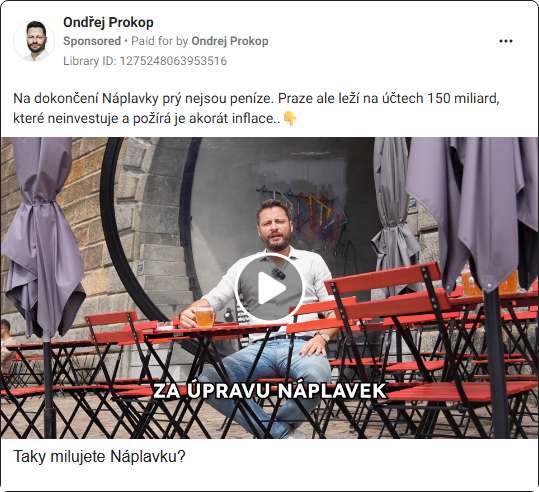 Ondřej Prokop
Sponsored • Paid for by Ondrej Prokop
Library ID: 1275248063953516
Na dokončení Náplavky prý nejsou peníze. Praze ale leží na účtech 150 miliard,
které neinvestuje a požírá je akorát inflace..👇
ZA ÚPRAVU NÁPLAVEK
Taky milujete Náplavku?